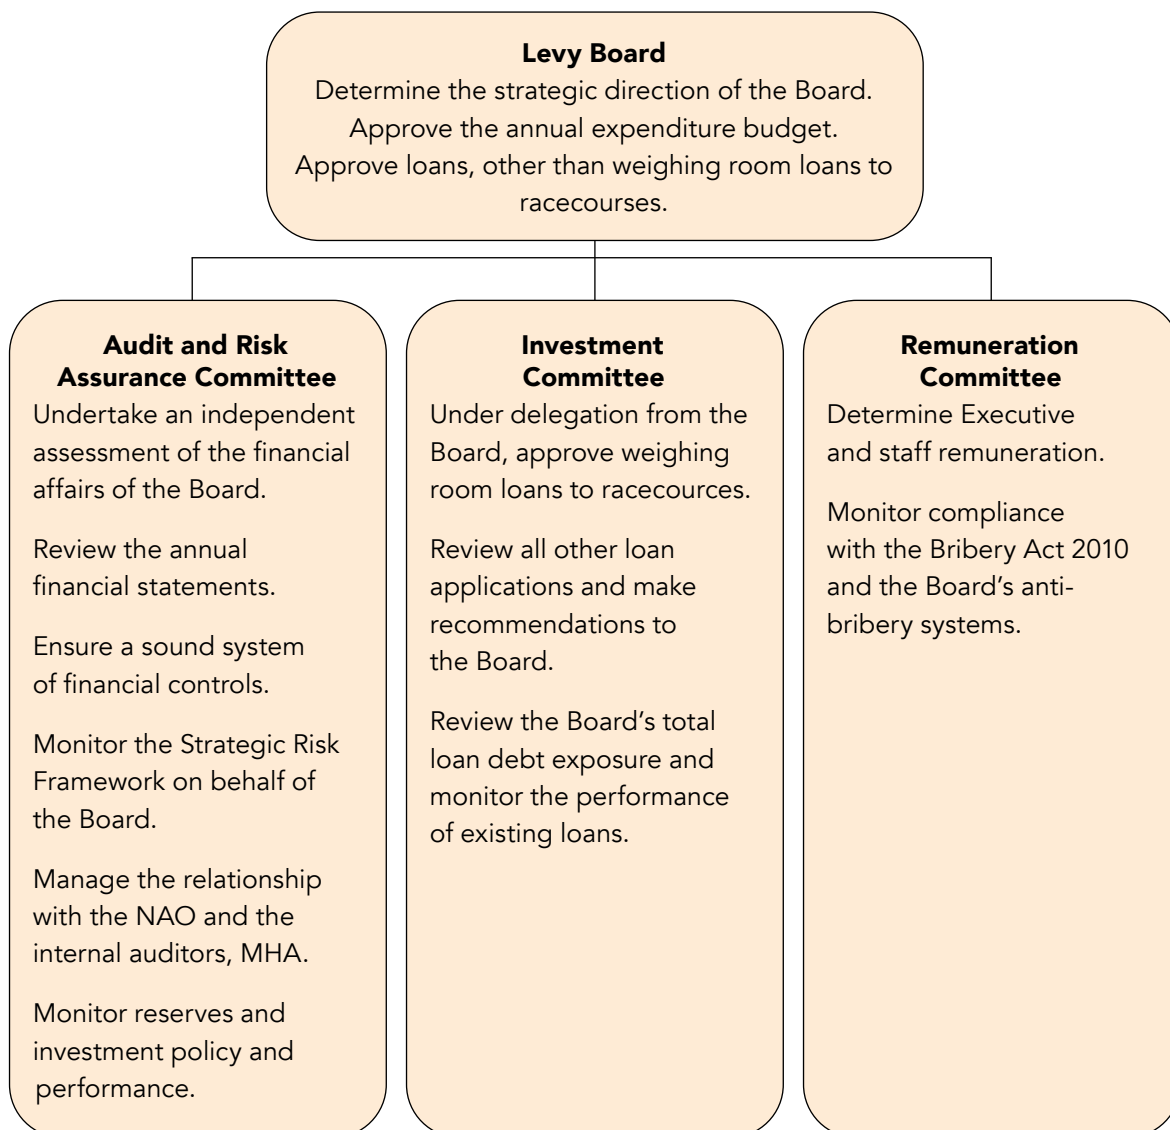 Levy Board
Determine the strategic direction of the Board.
Approve the annual expenditure budget.
Approve loans, other than weighing room loans to
racecourses.
Audit and Risk
Assurance Committee
Undertake an independent
assessment of the financial
affairs of the Board.
Review the annual
financial statements.
Ensure a sound system
of financial controls.
Monitor the Strategic Risk
Framework on behalf of
the Board.
Manage the relationship
with the NAO and the
internal auditors, MHA.
Monitor reserves and
investment policy and
performance.
Investment
Committee
Under delegation from the
Board, approve weighing
room loans to racecources.
Review all other loan
applications and make
recommendations to
the Board.
Review the Board’s total
loan debt exposure and
monitor the performance
of existing loans.
Remuneration
Committee
Determine Executive
and staff remuneration.
Monitor compliance
with the Bribery Act 2010
and the Board’s anti-
bribery systems.